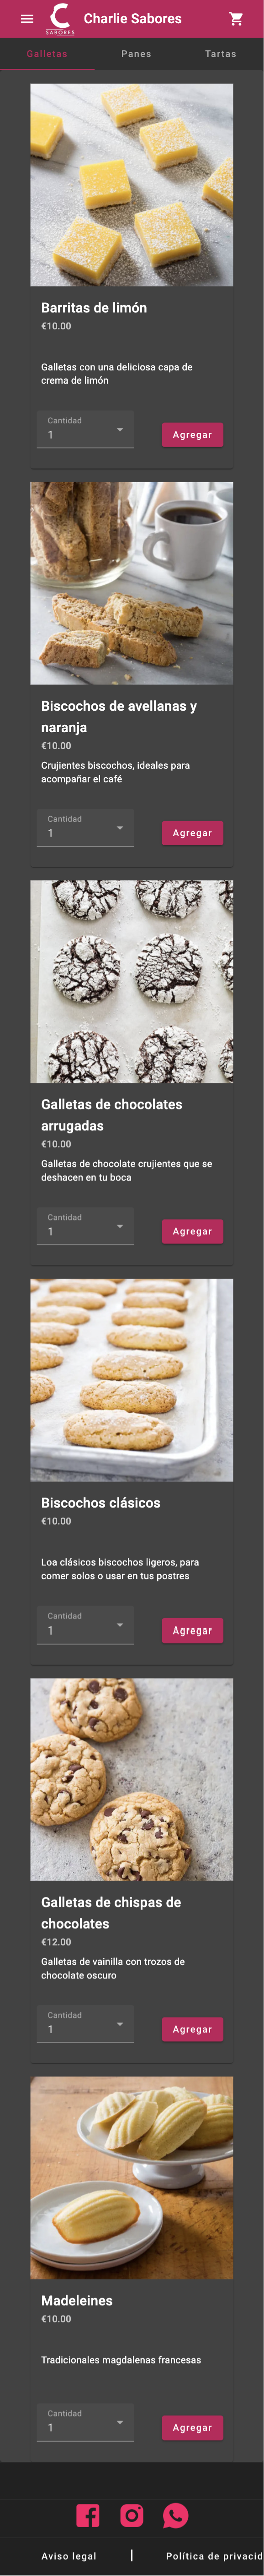 SABORES
Charlie Sabores
Galletas
Panes
Tartas
Barritas de limón
€10.00
Galletas con una deliciosa capa de
crema de limón
Cantidad
1
Agregar
Biscochos de avellanas y
naranja
€10.00
Crujientes biscochos, ideales para
acompañar el café
Cantidad
1
Agregar
Galletas de chocolates
arrugadas
€10.00
Galletas de chocolate crujientes que se
deshacen en tu boca
Cantidad
1
Agregar
Biscochos clásicos
€10.00
Loa clásicos biscochos ligeros, para
comer solos o usar en tus postres
Cantidad
1
Agregar
Galletas de chispas de
chocolates
€12.00
Galletas de vainilla con trozos de
chocolate oscuro
Cantidad
1
Agregar
Madeleines
€10.00
Tradicionales magdalenas francesas
Cantidad
1
Agregar
Aviso legal
Política de privacid